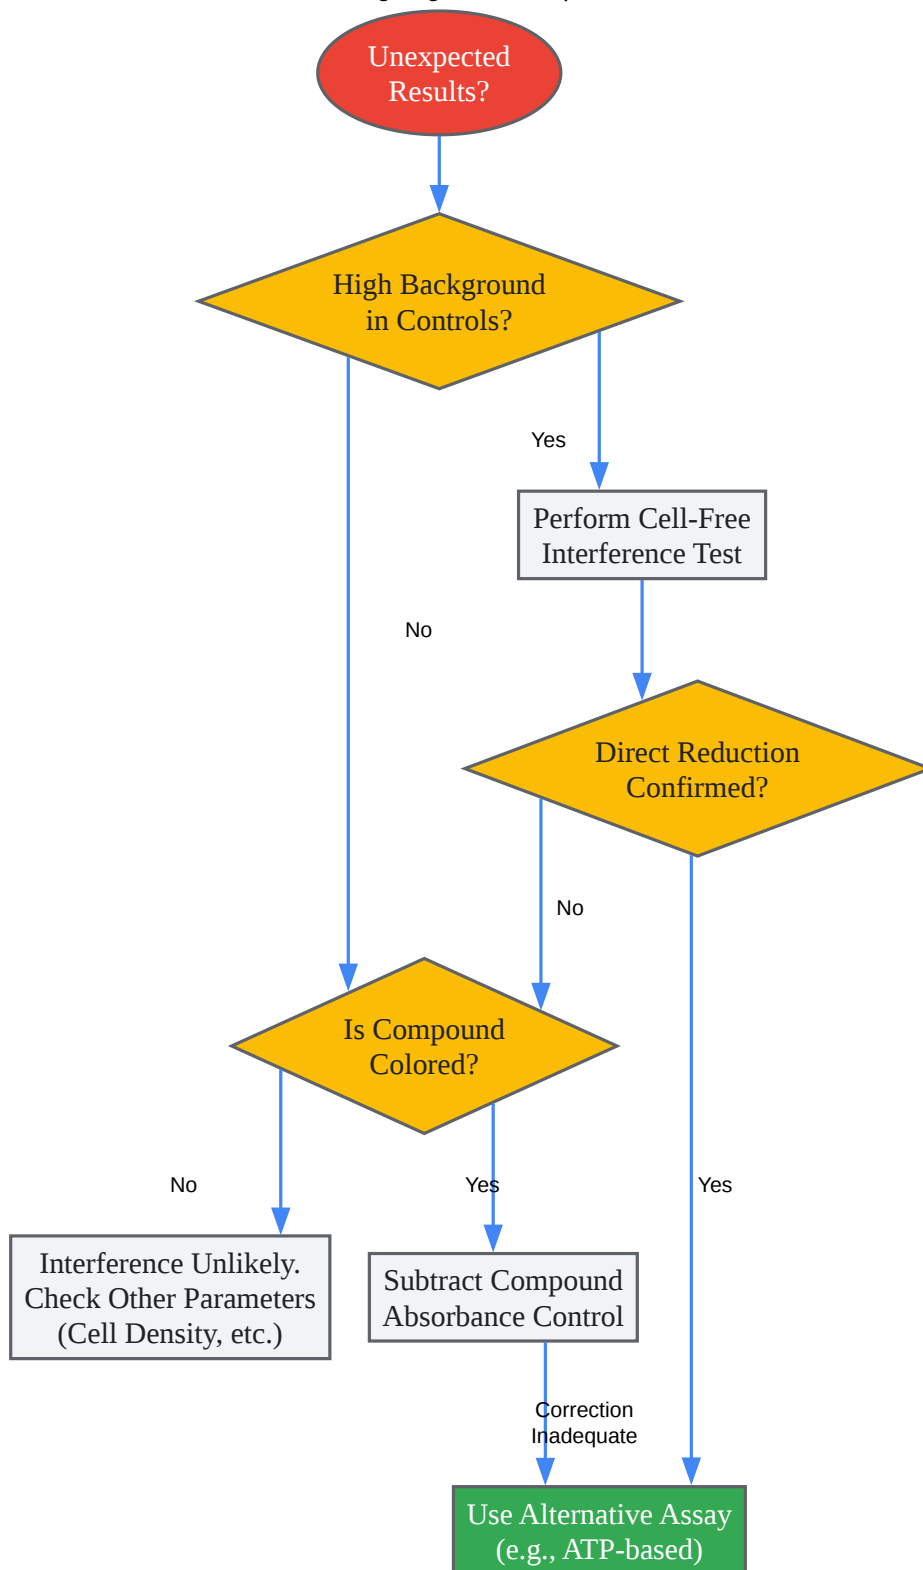 Unexpected
Results?
High Background
in Controls?
Yes
Perform Cell-Free
Interference Test
No
Direct Reduction
Confirmed?
No
Is Compound
Colored?
No
Yes
Yes
Interference Unlikely.
Check Other Parameters
(Cell Density, etc.)
Subtract Compound
Absorbance Control
Correction
Inadequate
Use Alternative Assay
(e.g., ATP-based)